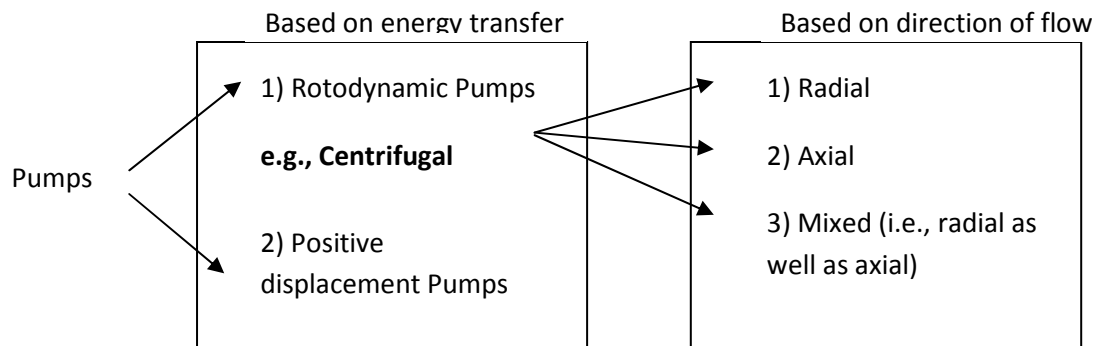 Based on energy transfer
Based on direction of flow
Pumps
1) Rotodynamic Pumps
e.g., Centrifugal
2) Positive
displacement Pumps
1) Radial
2) Axial
3) Mixed (i.e., radial as
well as axial)